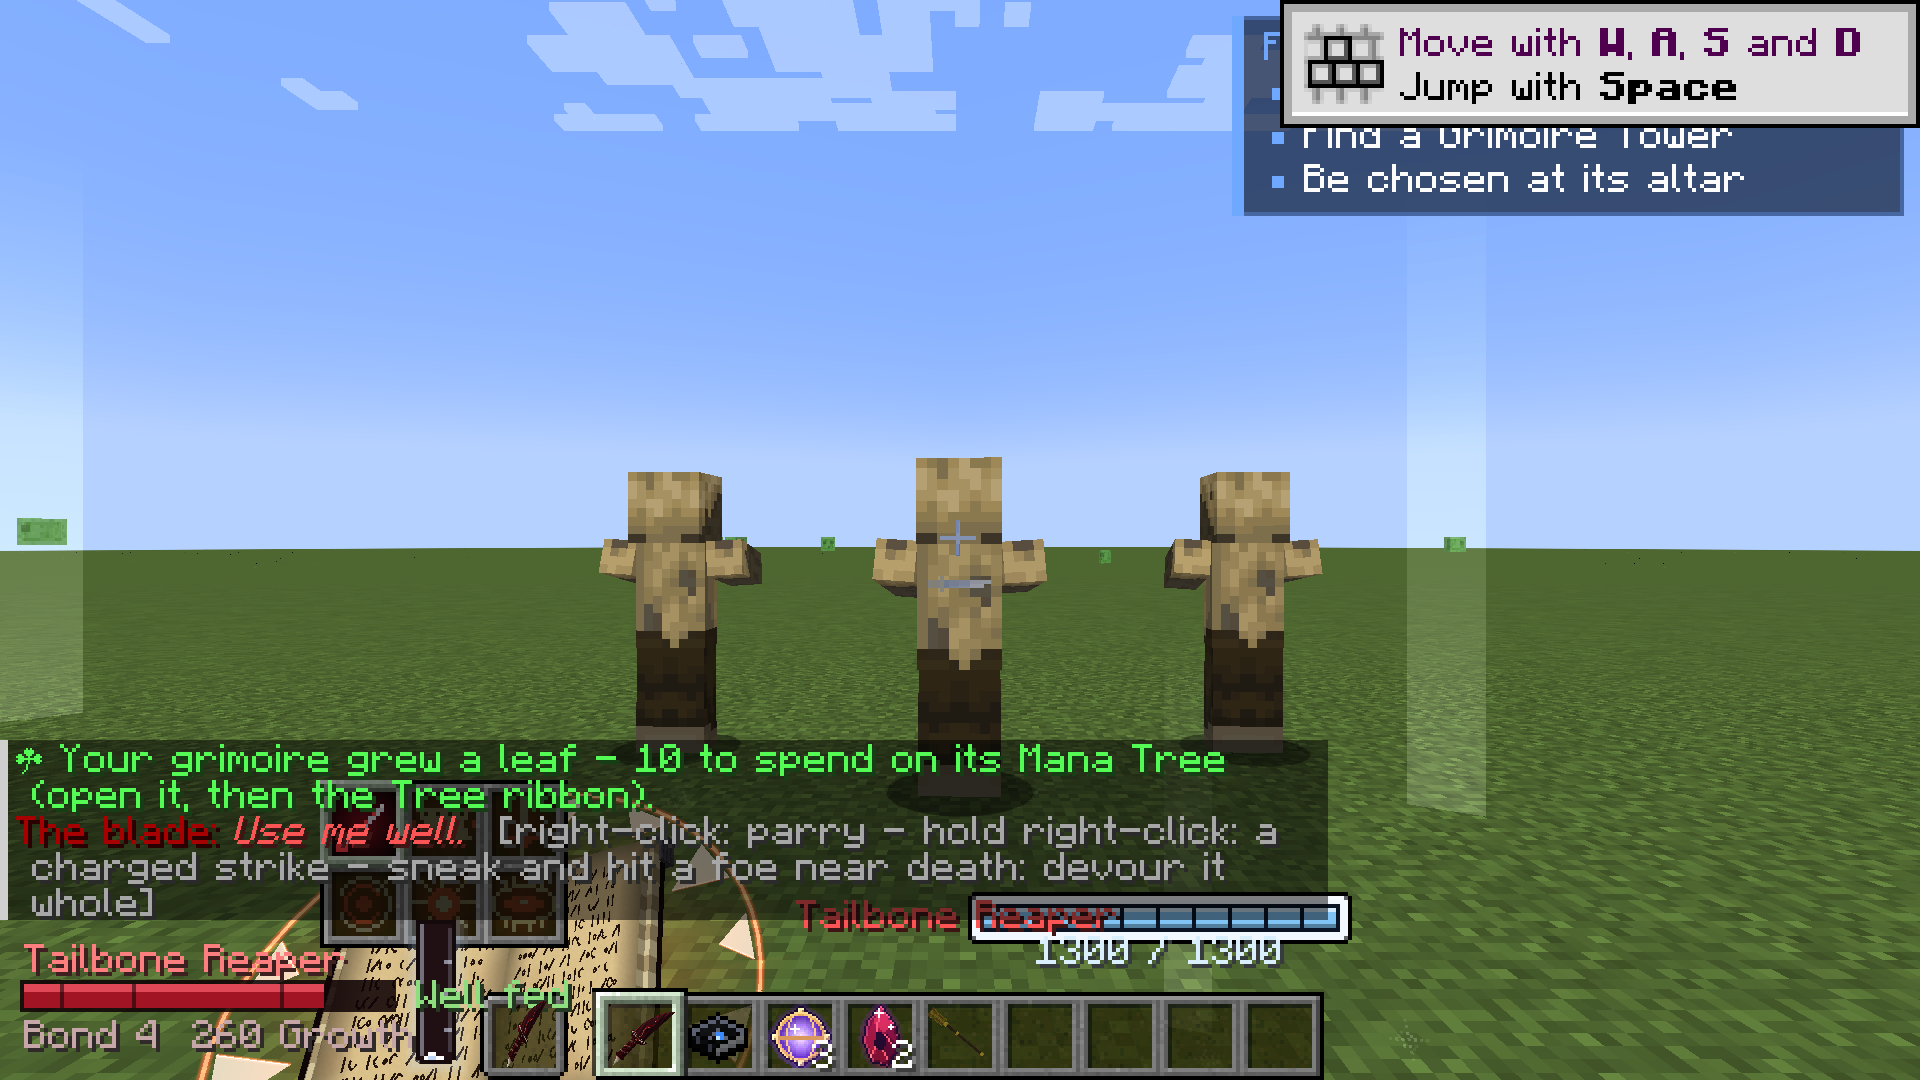 Move with W, A, S and D
Jump with Space
F
Find a Grimoire Tower
Be chosen at its altar
☘ Your grimoire grew a leaf – 10 to spend on its Mana Tree
(open it, then the Tree ribbon).
The blade: Use me well. [right-click: parry – hold right-click: a
charged strike – sneak and hit a foe near death: devour it
whole]
Tailbone Reaper
1300 / 1300
Tailbone Reaper
Well-fed
Bond 4 260 Growth
3
2